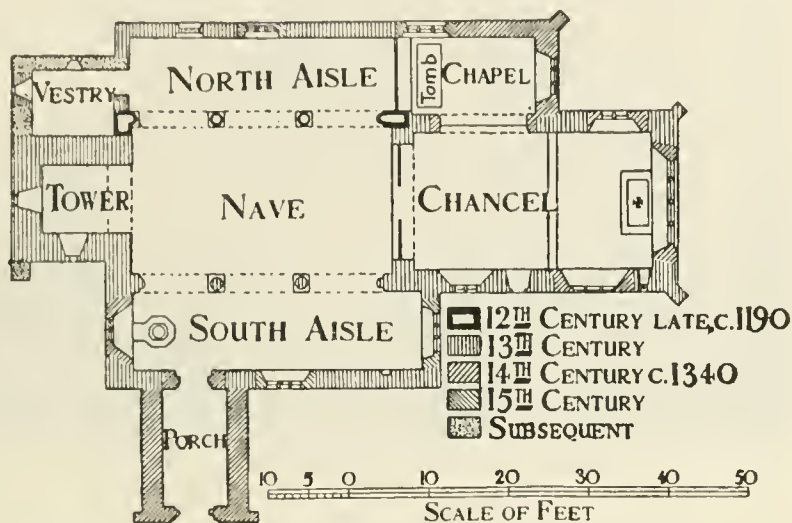 NORTH AISLE
CHAPEL
Tomb
VESTRY
TOWER
NAVE
CHANCEL
SOUTH AISLE
PORCH
12TH CENTURY LATE, C.1190
13TH CENTURY
14TH CENTURY C.1340
15TH CENTURY
SUBSEQUENT
10 5 0 10 20 30 40 50
SCALE OF FEET